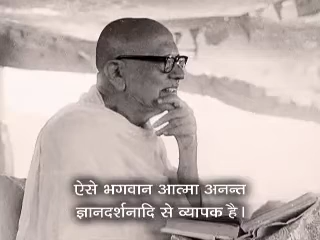 ऐसे भगवान आत्मा अनन्त
ज्ञानदर्शनादि से व्यापक है।